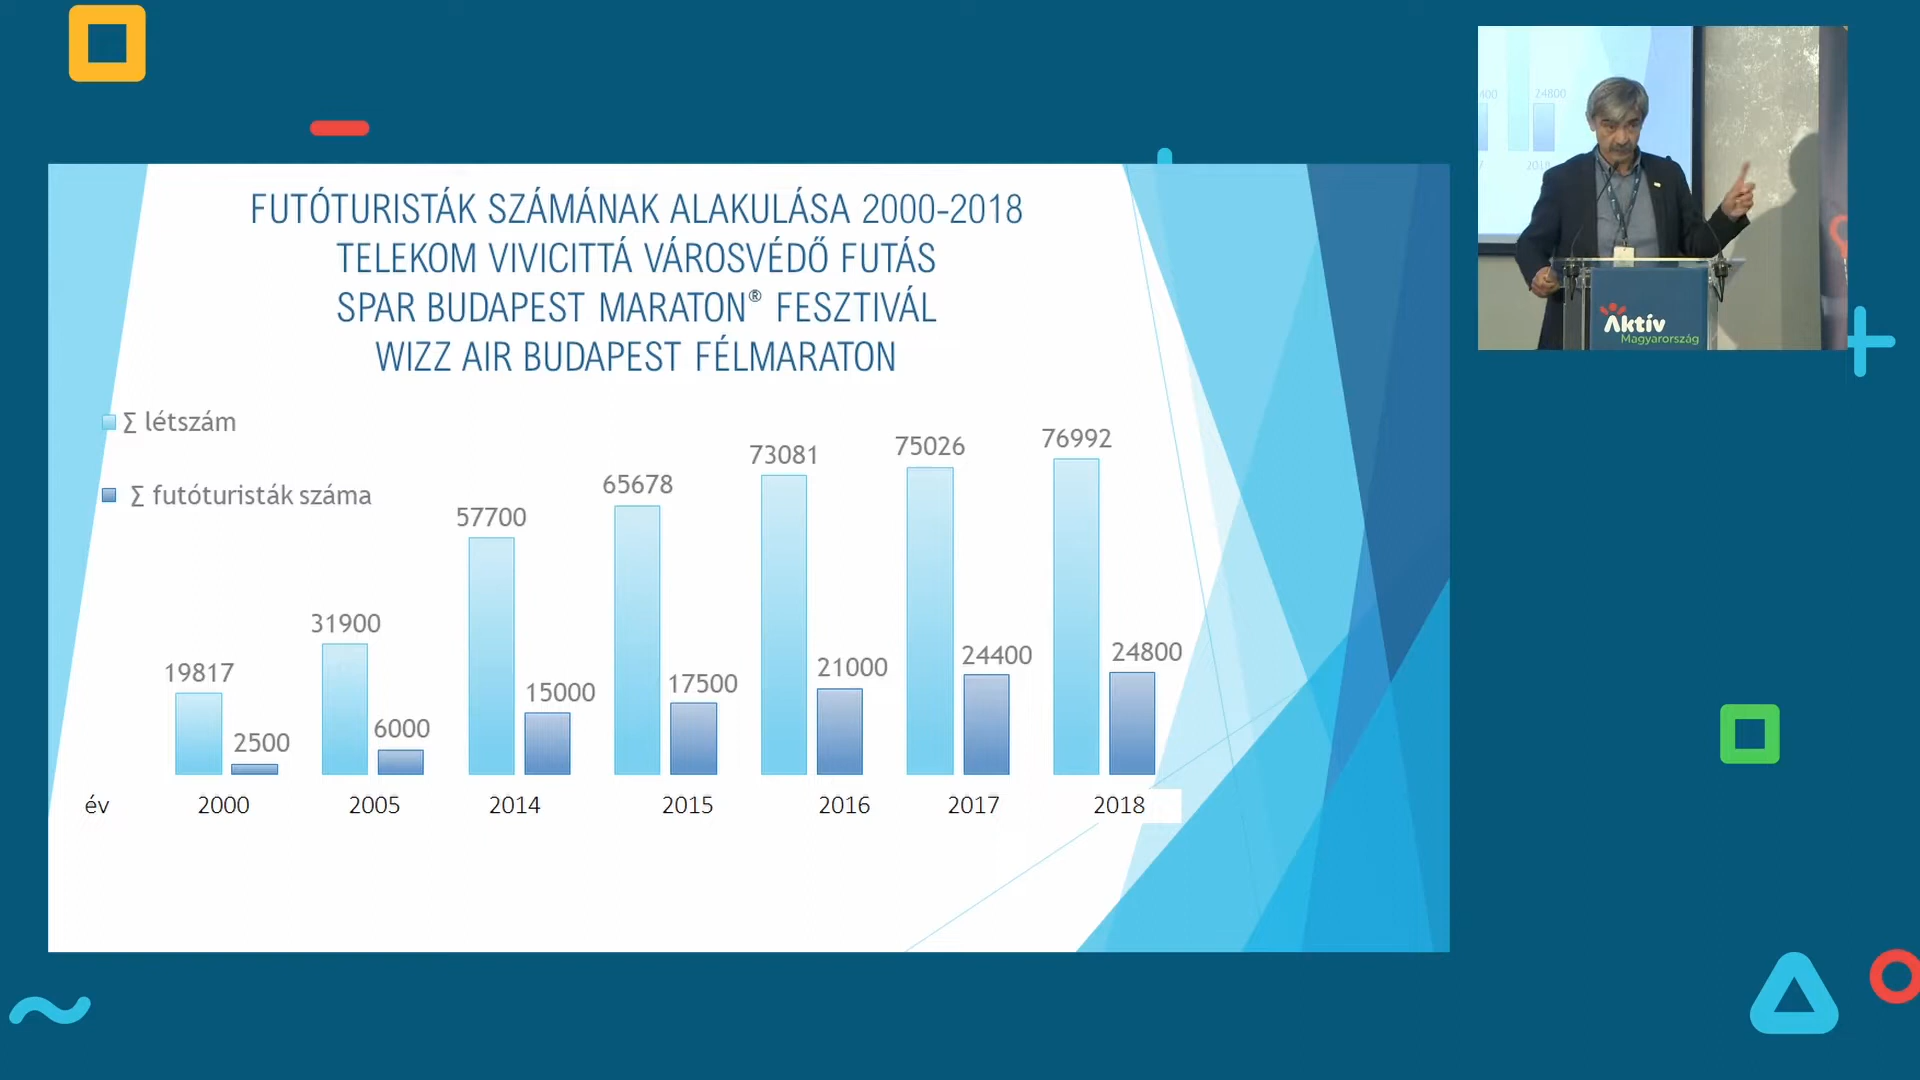 FUTÓTURISTÁK SZÁMÁNAK ALAKULÁSA 2000-2018
TELEKOM VIVICITTÁ VÁROSVÉDŐ FUTÁS
SPAR BUDAPEST MARATON® FESZTIVÁL
WIZZ AIR BUDAPEST FÉLMARATON
∑ létszám
∑ futóturisták száma
19817
2500
31900
6000
57700
15000
65678
17500
73081
21000
75026
24400
76992
24800
év 2000 2005 2014 2015 2016 2017 2018
24800
2018
Aktív
Magyarország